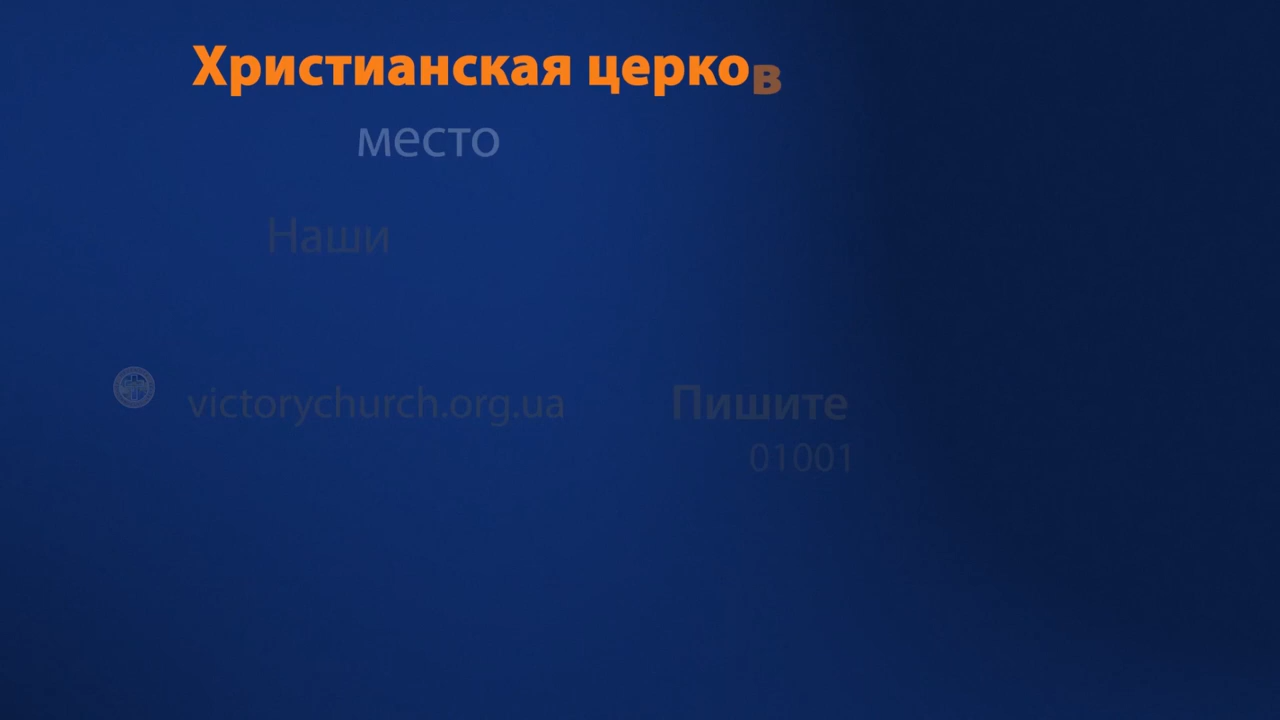 Христианская церков
место
Наши
victorychurch.org.ua
Пишите
01001